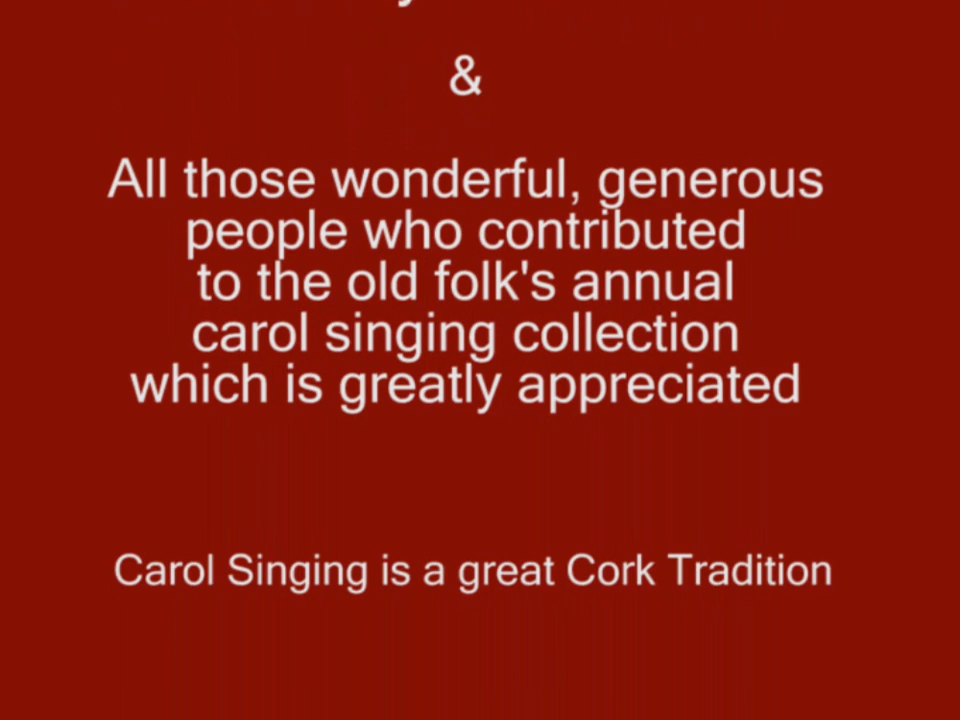 &
All those wonderful, generous
people who contributed
to the old folk's annual
carol singing collection
which is greatly appreciated
Carol Singing is a great Cork Tradition